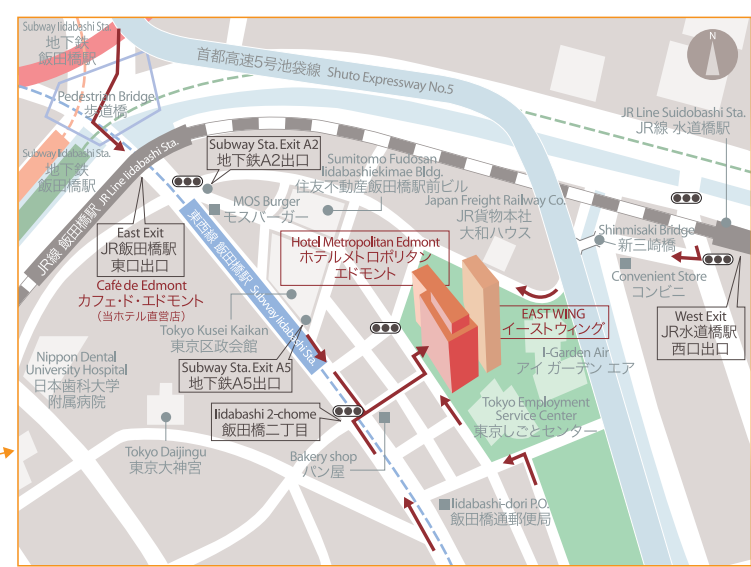 Subway Iidabashi Sta.
地下鉄
飯田橋駅
首都高速5号池袋線 Shuto Expressway No.5
N
Pedestrian Bridge
歩道橋
JR Line Suidobashi Sta.
JR線 水道橋駅
Subway Iidabashi Sta.
地下鉄
飯田橋駅
JR線 飯田橋駅 JR Line Iidabashi Sta.
Subway Sta. Exit A2
地下鉄A2出口
Sumitomo Fudosan
Iidabashiekimae Bldg.
住友不動産飯田橋駅前ビル
MOS Burger
モスバーガー
Japan Freight Railway Co.
JR貨物本社
大和ハウス
Shinmisaki Bridge
新三崎橋
East Exit
JR飯田橋駅
東口出口
東西線 飯田橋駅 Subway Iidabashi Sta.
Hotel Metropolitan Edmont
ホテルメトロポリタン
エドモント
Convenient Store
コンビニ
Café de Edmont
カフェ・ド・エドモント
(当ホテル直営店)
EAST WING
イーストウィング
West Exit
JR水道橋駅
西口出口
Tokyo Kusei Kaikan
東京区政会館
Nippon Dental
University Hospital
日本歯科大学
附属病院
Subway Sta. Exit A5
地下鉄A5出口
I-Garden Air
アイ ガーデン エア
Iidabashi 2-chome
飯田橋二丁目
Tokyo Employment
Service Center
東京しごとセンター
Tokyo Daijingu
東京大神宮
Bakery shop
パン屋
Iidabashi-dori P.O.
飯田橋通郵便局